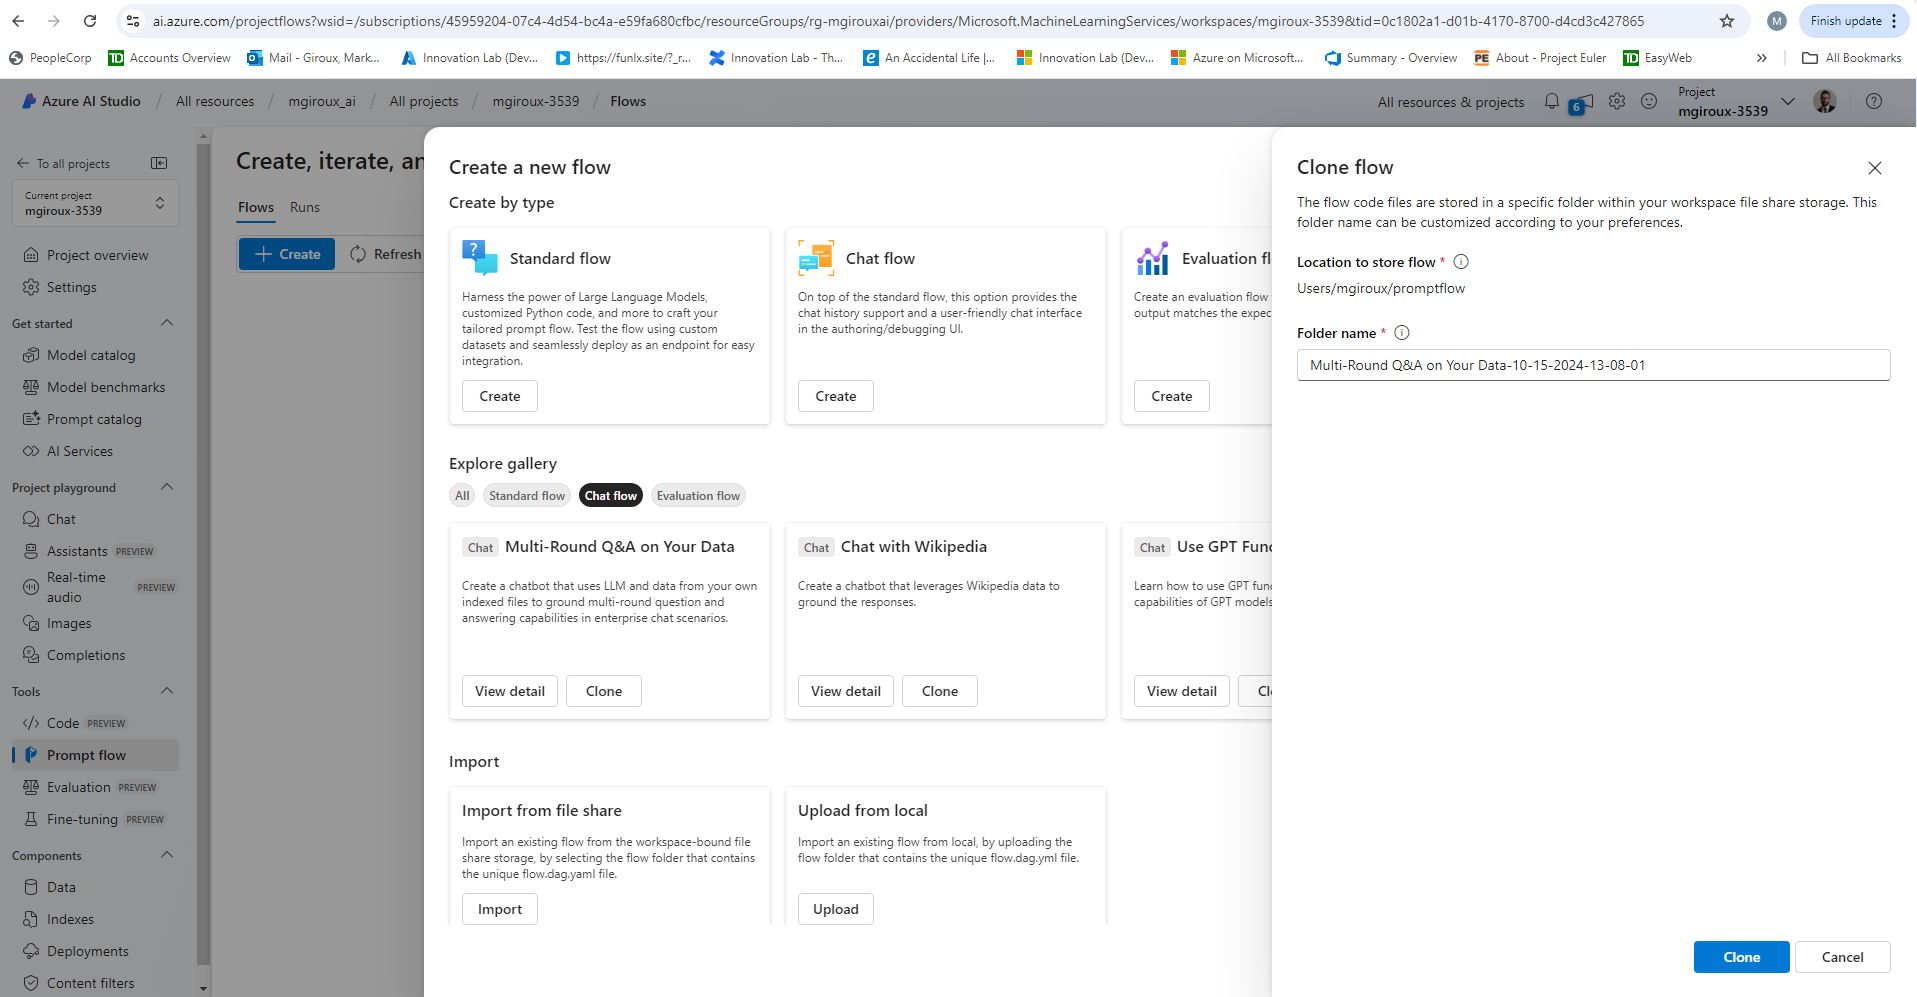 ai.azure.com/projectflows?wsid=/subscriptions/45959204-07c4-4d54-bc4a-e59fa680cfbc/resourceGroups/rg-mgirouxai/providers/Microsoft.MachineLearningServices/workspaces/mgiroux-3539&tid=0c1802a1-d01b-4170-8700-d4cd3c427865
M
Finish update
PeopleCorp
TD Accounts Overview
Mail - Giroux, Mark...
Innovation Lab (Dev...
https://funlx.site/?_r...
Innovation Lab - Th...
An Accidental Life |...
Innovation Lab (Dev...
Azure on Microsoft...
Summary - Overview
PE About - Project Euler
TD EasyWeb
All Bookmarks
Azure AI Studio / All resources / mgiroux_ai / All projects / mgiroux-3539 / Flows
All resources & projects
6
Project
mgiroux-3539
To all projects
Current project
mgiroux-3539
Project overview
Settings
Get started
Model catalog
Model benchmarks
Prompt catalog
AI Services
Project playground
Chat
Assistants PREVIEW
Real-time
audio
PREVIEW
Images
Completions
Tools
Code PREVIEW
Prompt flow
Evaluation PREVIEW
Fine-tuning PREVIEW
Components
Data
Indexes
Deployments
Content filters
Create, iterate, an
Flows
Runs
Create
Refresh
Create a new flow
Create by type
Standard flow
Harness the power of Large Language Models,
customized Python code, and more to craft your
tailored prompt flow. Test the flow using custom
datasets and seamlessly deploy as an endpoint for easy
integration.
Create
Chat flow
On top of the standard flow, this option provides the
chat history support and a user-friendly chat interface
in the authoring/debugging UI.
Create
Evaluation fl
Create an evaluation flow
output matches the expec
Create
Explore gallery
All
Standard flow
Chat flow
Evaluation flow
Chat Multi-Round Q&A on Your Data
Create a chatbot that uses LLM and data from your own
indexed files to ground multi-round question and
answering capabilities in enterprise chat scenarios.
View detail
Clone
Chat Chat with Wikipedia
Create a chatbot that leverages Wikipedia data to
ground the responses.
View detail
Clone
Chat Use GPT Func
Learn how to use GPT func
capabilities of GPT models
View detail
Cl
Import
Import from file share
Import an existing flow from the workspace-bound file
share storage, by selecting the flow folder that contains
the unique flow.dag.yaml file.
Import
Upload from local
Import an existing flow from local, by uploading the
flow folder that contains the unique flow.dag.yml file.
Upload
Clone flow
The flow code files are stored in a specific folder within your workspace file share storage. This
folder name can be customized according to your preferences.
Location to store flow *
Users/mgiroux/promptflow
Folder name *
Multi-Round Q&A on Your Data-10-15-2024-13-08-01
Clone
Cancel